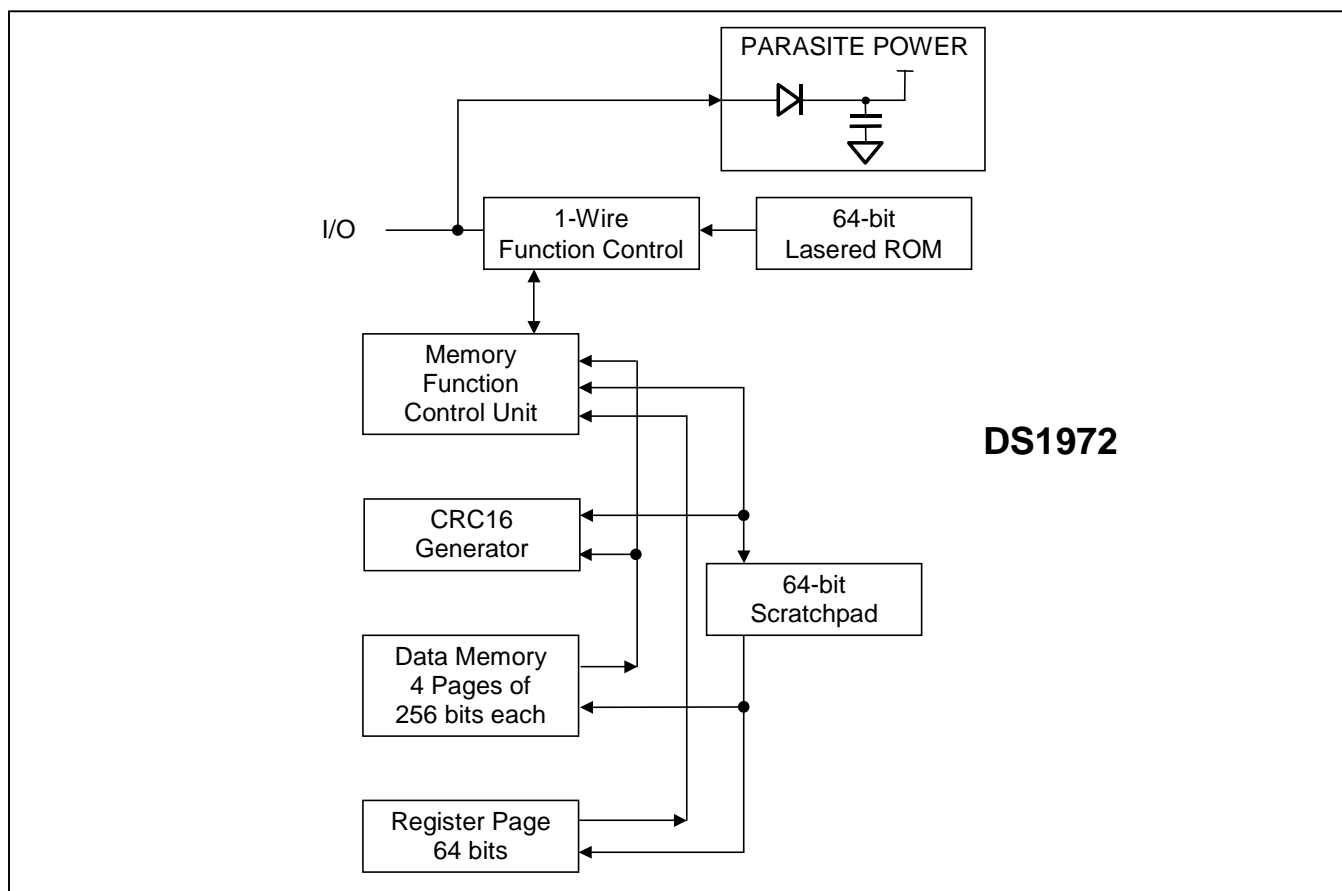 PARASITE POWER
I/O
1-Wire
Function Control
64-bit
Lasered ROM
Memory
Function
Control Unit
DS1972
CRC16
Generator
64-bit
Scratchpad
Data Memory
4 Pages of
256 bits each
Register Page
64 bits